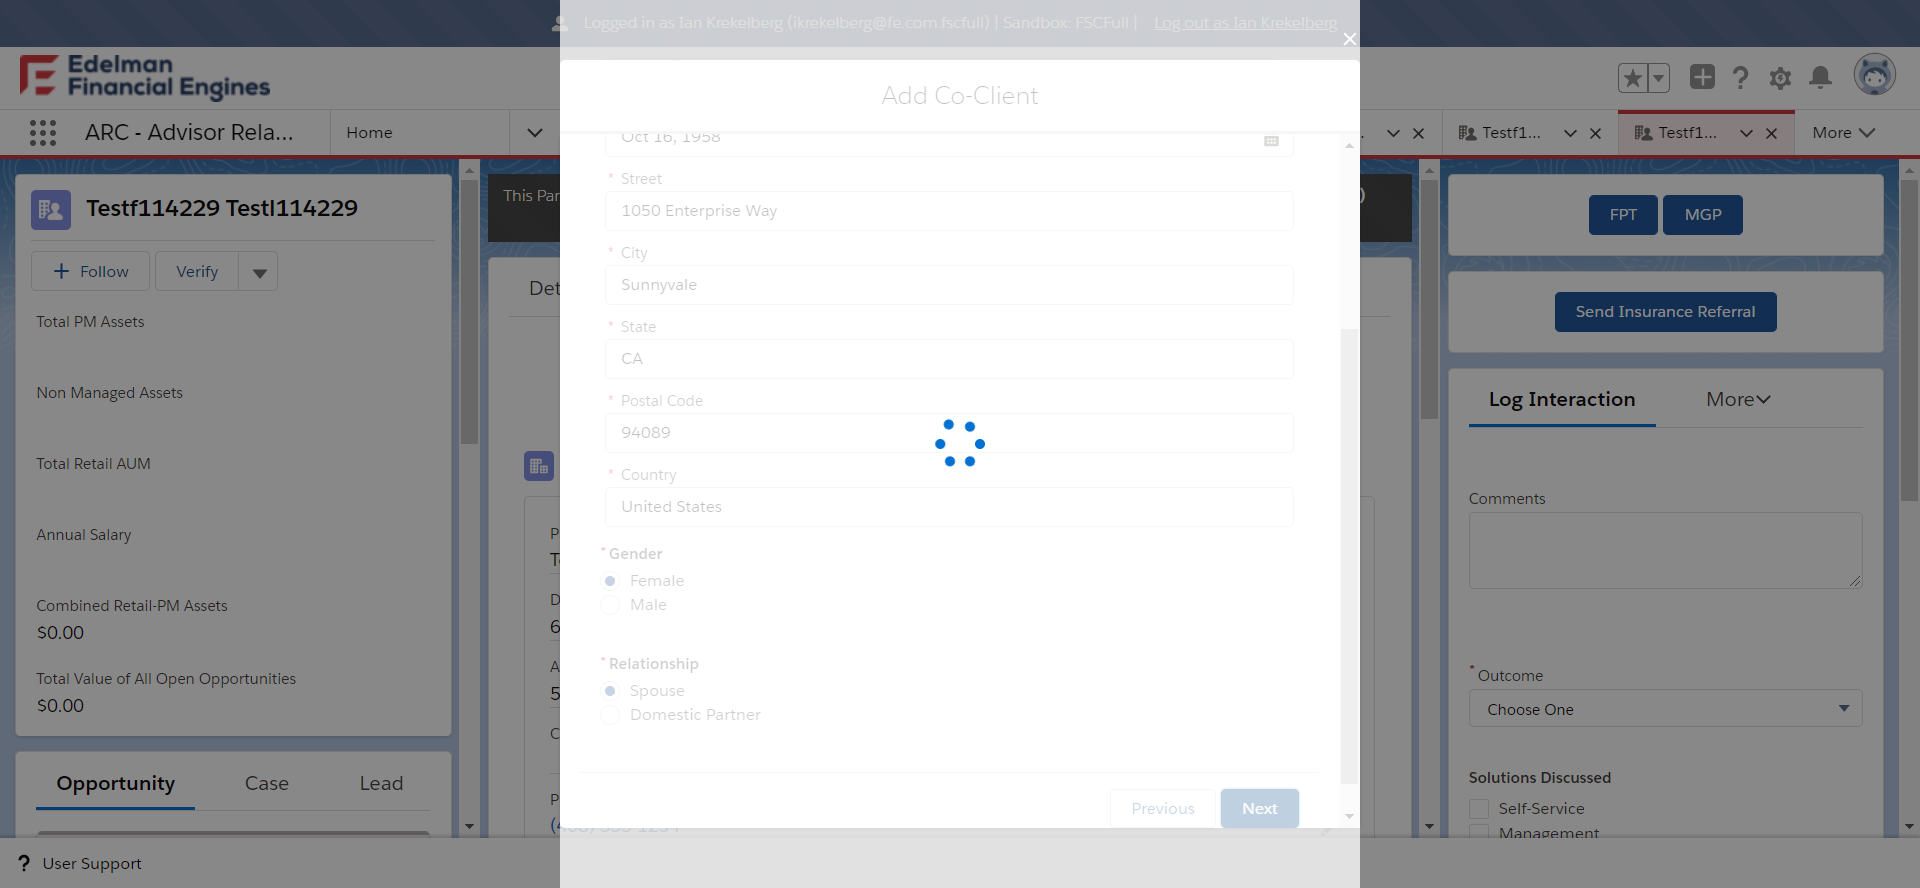 Logged in as Ian Krekelberg (ikrekelberg@fe.com.fscfull) | Sandbox: FSCFull | Log out as Ian Krekelberg
Edelman
Financial Engines
ARC - Advisor Rela...
Home
Testf1...
Testf1...
More
Testf114229 Testl114229
Follow
Verify
Total PM Assets
Non Managed Assets
Total Retail AUM
Annual Salary
Combined Retail-PM Assets
$0.00
Total Value of All Open Opportunities
$0.00
Opportunity
Case
Lead
This Par
Det
Add Co-Client
Oct 16, 1958
* Street
1050 Enterprise Way
* City
Sunnyvale
* State
CA
* Postal Code
94089
* Country
United States
* Gender
Female
Male
* Relationship
Spouse
Domestic Partner
Previous
Next
FPT
MGP
Send Insurance Referral
Log Interaction
More
Comments
* Outcome
Choose One
Solutions Discussed
Self-Service
Management
? User Support